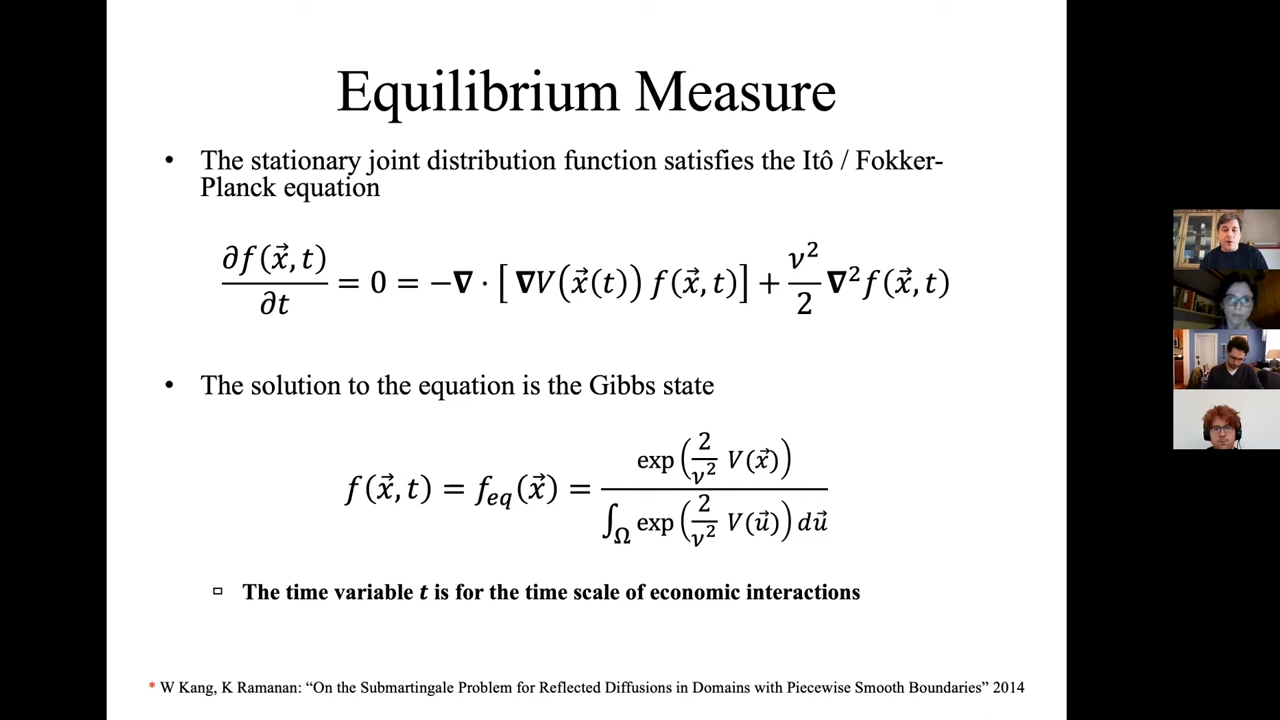 Equilibrium Measure
• The stationary joint distribution function satisfies the Itô / Fokker-
Planck equation
∂f(x⃗, t)/∂t = 0 = −∇ · [ ∇V(x⃗(t)) f(x⃗, t)] + ν²/2 ∇²f(x⃗, t)
• The solution to the equation is the Gibbs state
f(x⃗, t) = f_eq(x⃗) = exp(2/ν² V(x⃗)) / ∫_Ω exp(2/ν² V(u⃗)) du⃗
▫ The time variable t is for the time scale of economic interactions
* W Kang, K Ramanan: “On the Submartingale Problem for Reflected Diffusions in Domains with Piecewise Smooth Boundaries” 2014